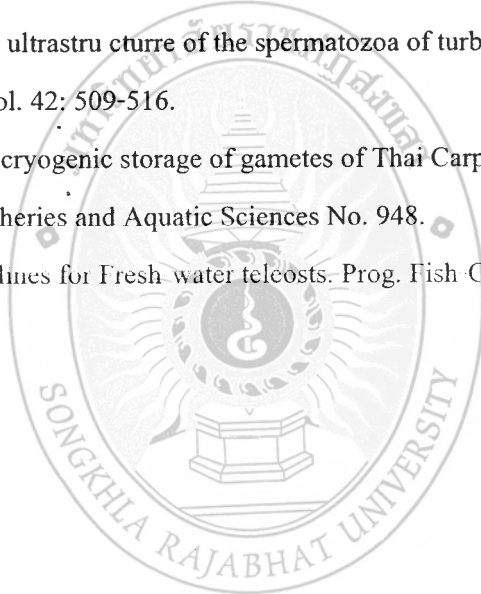 ultrastru cturre of the spermatozoa of turb
ol. 42: 509-516.
cryogenic storage of gametes of Thai Carp
heries and Aquatic Sciences No. 948.
lines for Fresh water teleosts. Prog. Fish C
SONGKHLA RAJABHAT UNIVERSITY